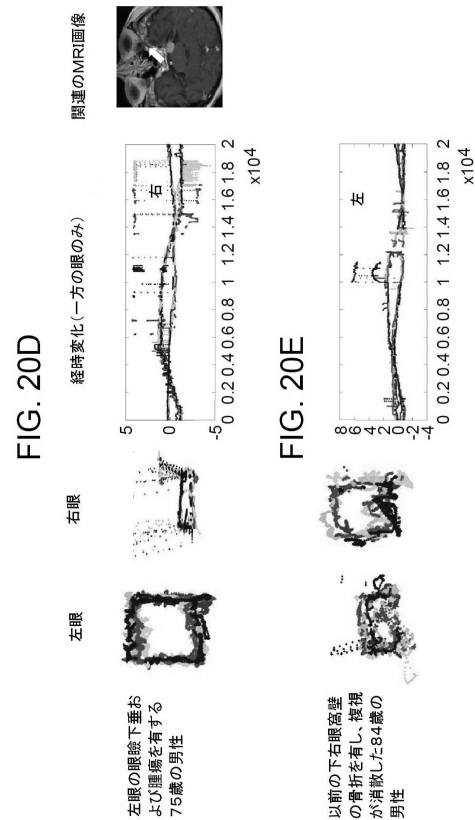 FIG. 20D
左眼
右眼
経時変化(一方の眼のみ)
関連のMRI画像
左眼の眼瞼下垂お
よび腫瘍を有する
75歳の男性
5
0
-5
右
0 0.2 0.4 0.6 0.8 1 1.2 1.4 1.6 1.8 2
x10⁴
FIG. 20E
以前の下右眼窩壁
の骨折を有し、複視
が消散した84歳の
男性
8
6
4
2
0
-2
-4
左
0 0.2 0.4 0.6 0.8 1 1.2 1.4 1.6 1.8 2
x10⁴